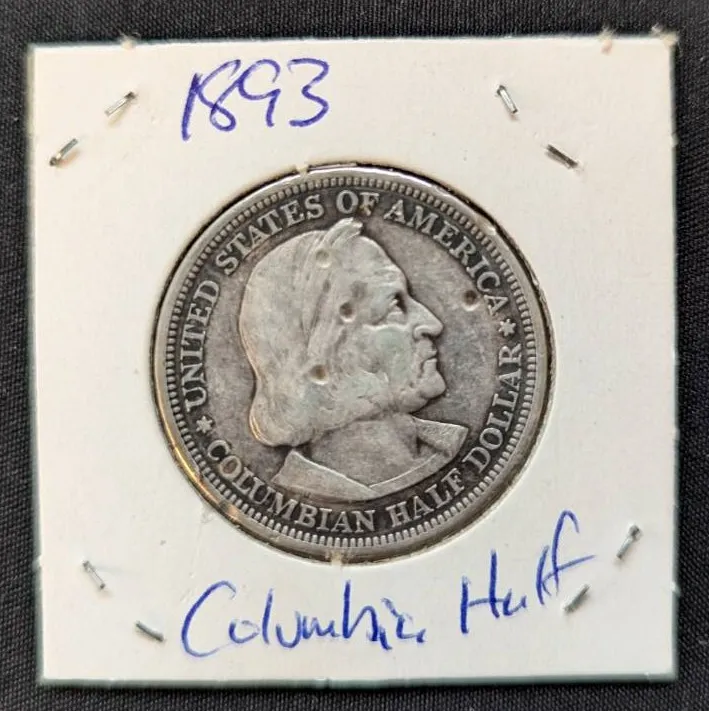 1893
UNITED STATES OF AMERICA
* COLUMBIAN HALF DOLLAR *
Columbia Half